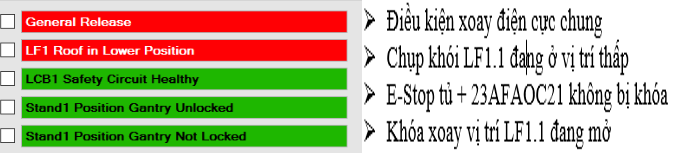 General Release
LF1 Roof in Lower Position
LCB1 Safety Circuit Healthy
Stand1 Position Gantry Unlocked
Stand1 Position Gantry Not Locked
➢ Điều kiện xoay điện cực chung
➢ Chụp khói LF1.1 đang ở vị trí thấp
➢ E-Stop tủ + 23AFAOC21 không bị khóa
➢ Khóa xoay vị trí LF1.1 đang mở